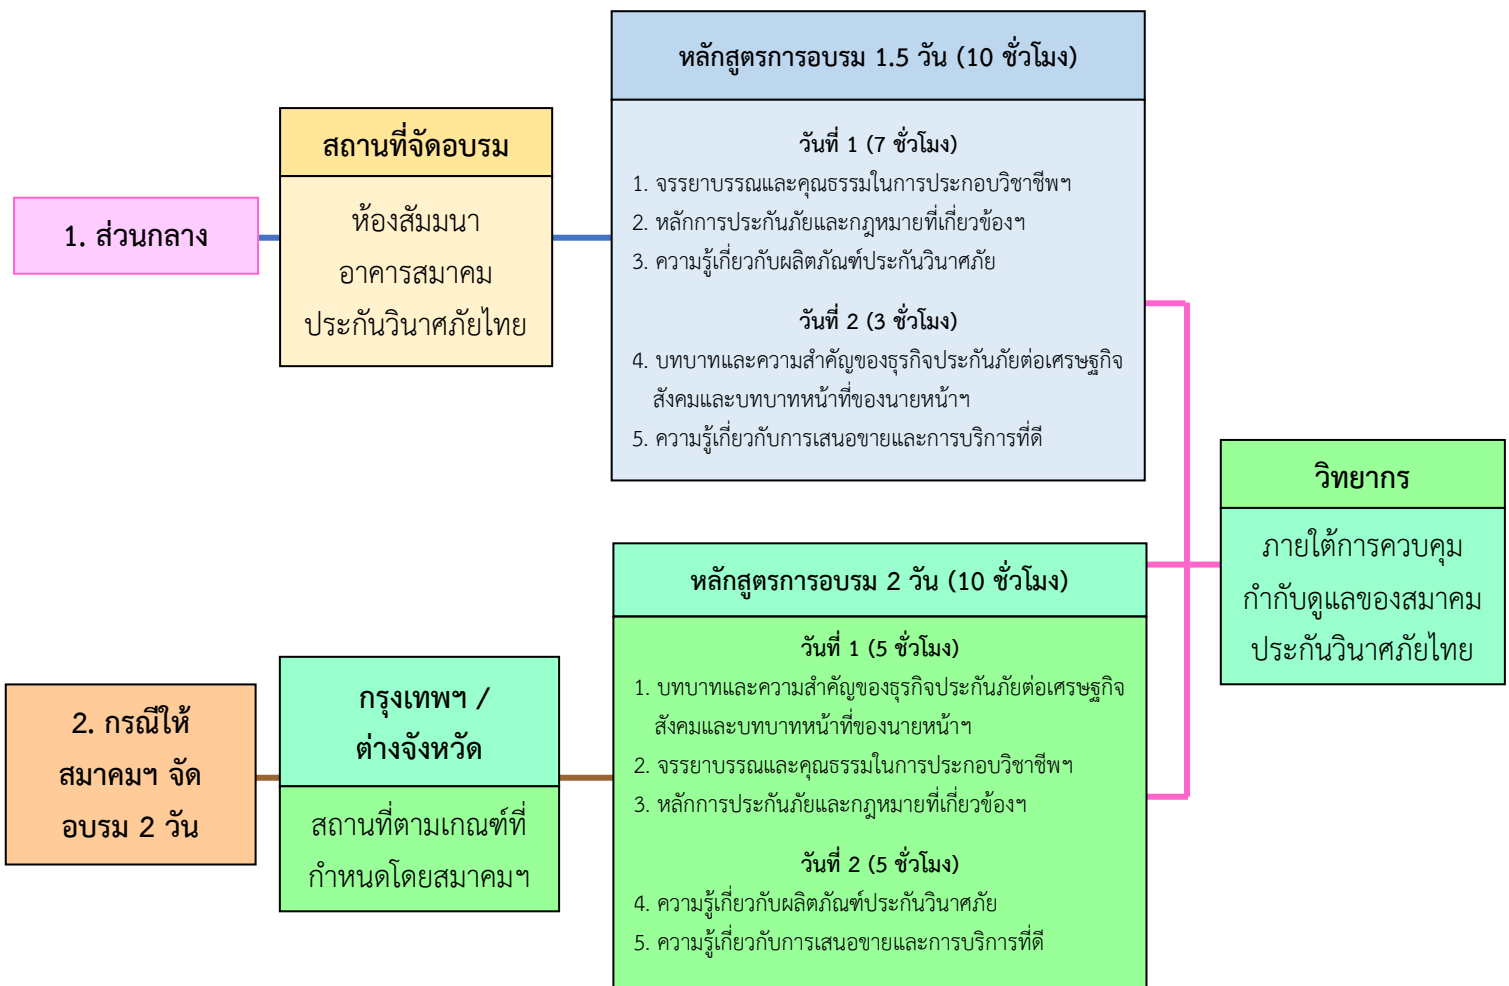 1. ส่วนกลาง
สถานที่จัดอบรม
ห้องสัมมนา
อาคารสมาคม
ประกันวินาศภัยไทย
หลักสูตรการอบรม 1.5 วัน (10 ชั่วโมง)
วันที่ 1 (7 ชั่วโมง)
1. จรรยาบรรณและคุณธรรมในการประกอบวิชาชีพฯ
2. หลักการประกันภัยและกฎหมายที่เกี่ยวข้องฯ
3. ความรู้เกี่ยวกับผลิตภัณฑ์ประกันวินาศภัย
วันที่ 2 (3 ชั่วโมง)
4. บทบาทและความสำคัญของธุรกิจประกันภัยต่อเศรษฐกิจ
สังคมและบทบาทหน้าที่ของนายหน้าฯ
5. ความรู้เกี่ยวกับการเสนอขายและการบริการที่ดี
2. กรณีให้
สมาคมฯ จัด
อบรม 2 วัน
กรุงเทพฯ /
ต่างจังหวัด
สถานที่ตามเกณฑ์ที่
กำหนดโดยสมาคมฯ
หลักสูตรการอบรม 2 วัน (10 ชั่วโมง)
วันที่ 1 (5 ชั่วโมง)
1. บทบาทและความสำคัญของธุรกิจประกันภัยต่อเศรษฐกิจ
สังคมและบทบาทหน้าที่ของนายหน้าฯ
2. จรรยาบรรณและคุณธรรมในการประกอบวิชาชีพฯ
3. หลักการประกันภัยและกฎหมายที่เกี่ยวข้องฯ
วันที่ 2 (5 ชั่วโมง)
4. ความรู้เกี่ยวกับผลิตภัณฑ์ประกันวินาศภัย
5. ความรู้เกี่ยวกับการเสนอขายและการบริการที่ดี
วิทยากร
ภายใต้การควบคุม
กำกับดูแลของสมาคม
ประกันวินาศภัยไทย